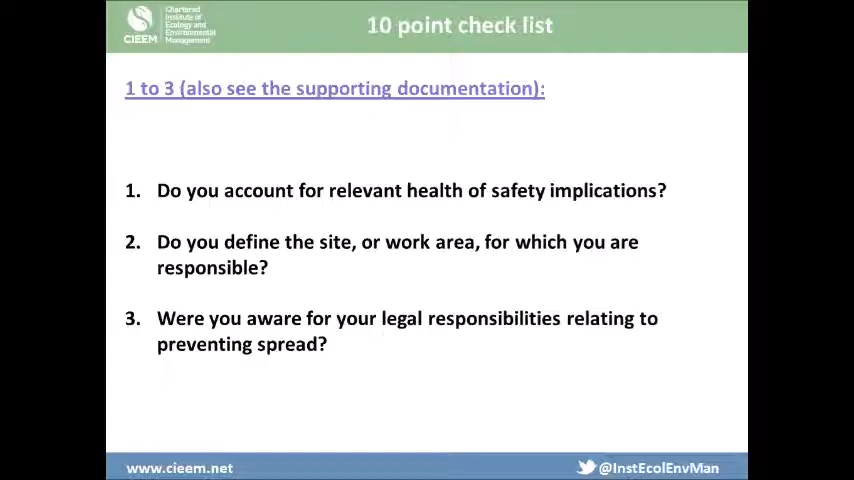 CIEEM
Chartered
Institute of
Ecology and
Environmental
Management
10 point check list
1 to 3 (also see the supporting documentation):
1. Do you account for relevant health of safety implications?
2. Do you define the site, or work area, for which you are
responsible?
3. Were you aware for your legal responsibilities relating to
preventing spread?
www.cieem.net
@InstEcolEnvMan